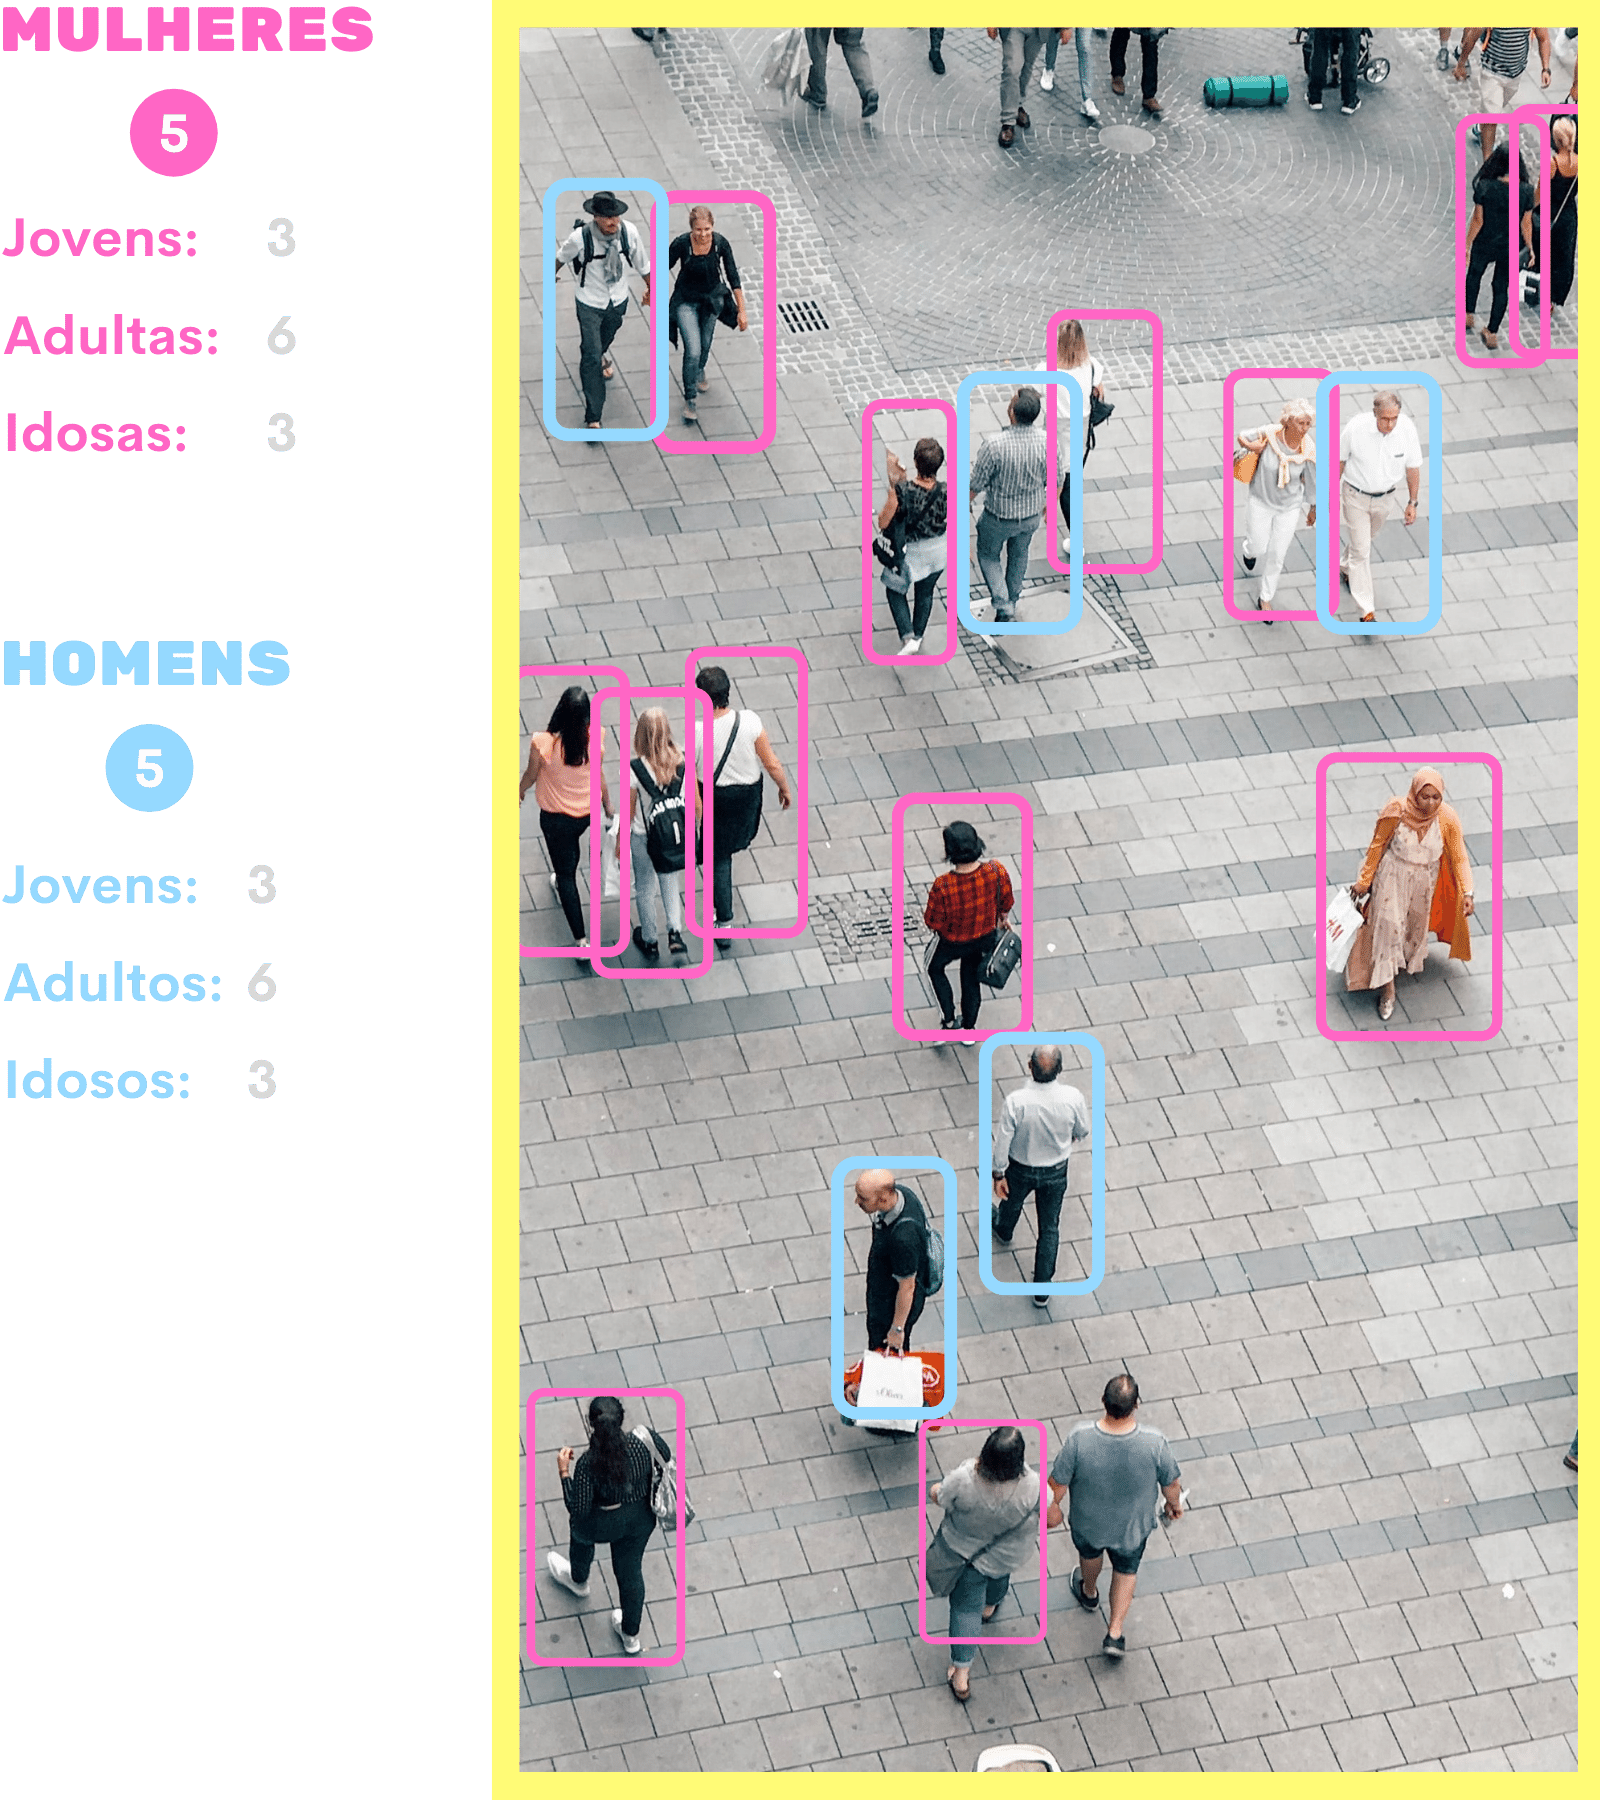 MULHERES
5
Jovens: 3
Adultas: 6
Idosas: 3
HOMENS
5
Jovens: 3
Adultos: 6
Idosos: 3